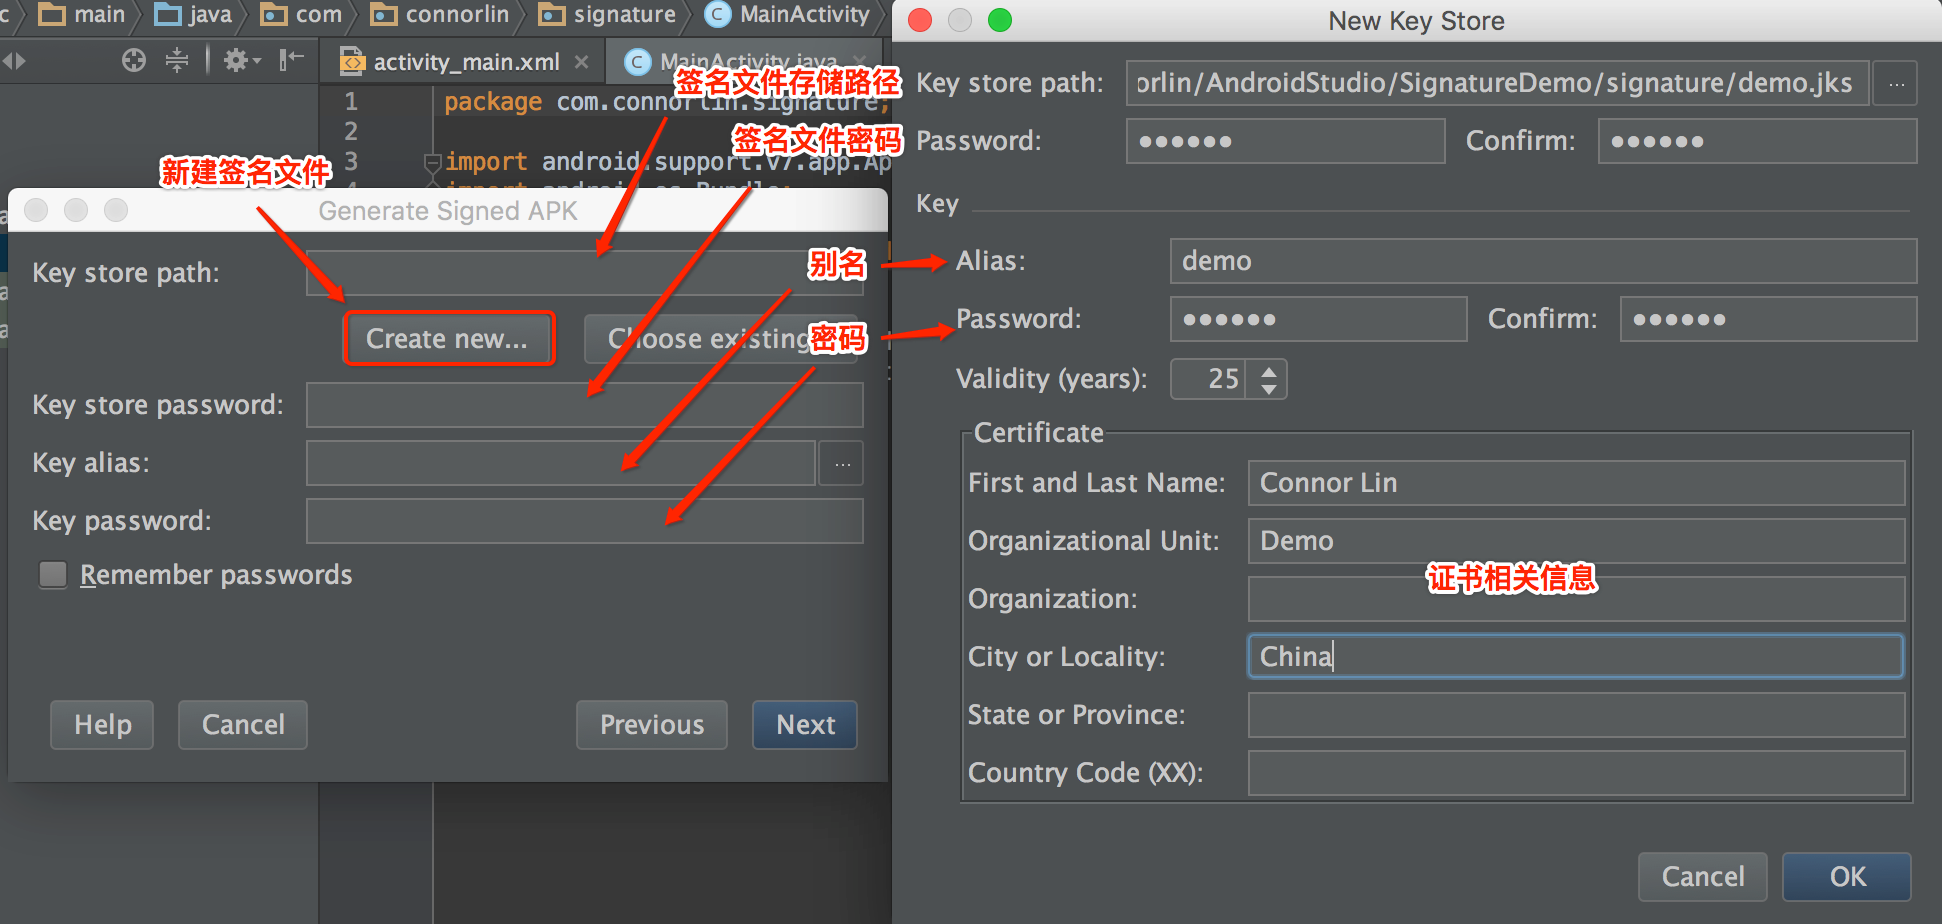 c main java com connorlin signature MainActivity
activity_main.xml MainActivity.java
1 package com.connorlin.signature;
2
3 import android.support.v7.app.Ap
4 import android.os.Bundle;
签名文件存储路径
签名文件密码
新建签名文件
别名
密码
Generate Signed APK
Key store path:
Create new... Choose existing
Key store password:
Key alias: ...
Key password:
Remember passwords
Help Cancel Previous Next
New Key Store
Key store path: orlin/AndroidStudio/SignatureDemo/signature/demo.jks ...
Password: •••••• Confirm: ••••••
Key
Alias: demo
Password: •••••• Confirm: ••••••
Validity (years): 25
Certificate
First and Last Name: Connor Lin
Organizational Unit: Demo
证书相关信息
Organization:
City or Locality: China
State or Province:
Country Code (XX):
Cancel OK